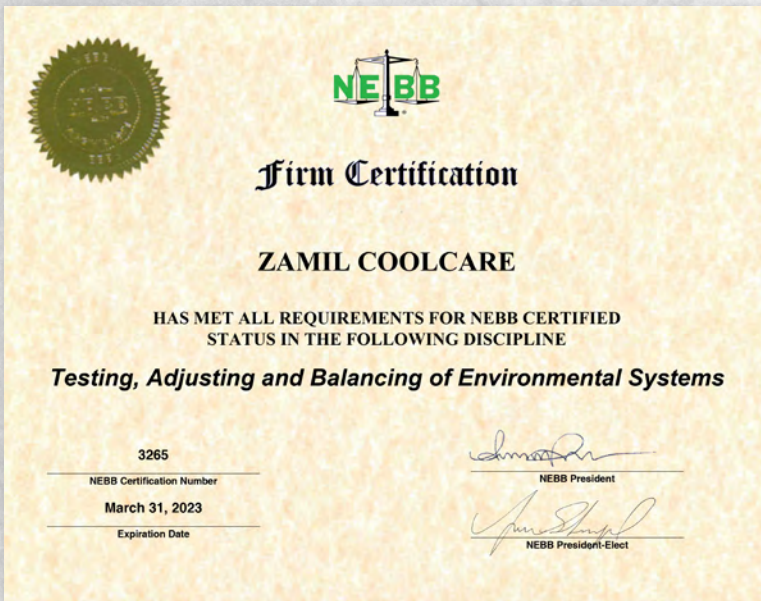 NEBB
NEBB
Firm Certification
ZAMIL COOLCARE
HAS MET ALL REQUIREMENTS FOR NEBB CERTIFIED
STATUS IN THE FOLLOWING DISCIPLINE
Testing, Adjusting and Balancing of Environmental Systems
3265
NEBB Certification Number
March 31, 2023
Expiration Date
NEBB President
NEBB President-Elect